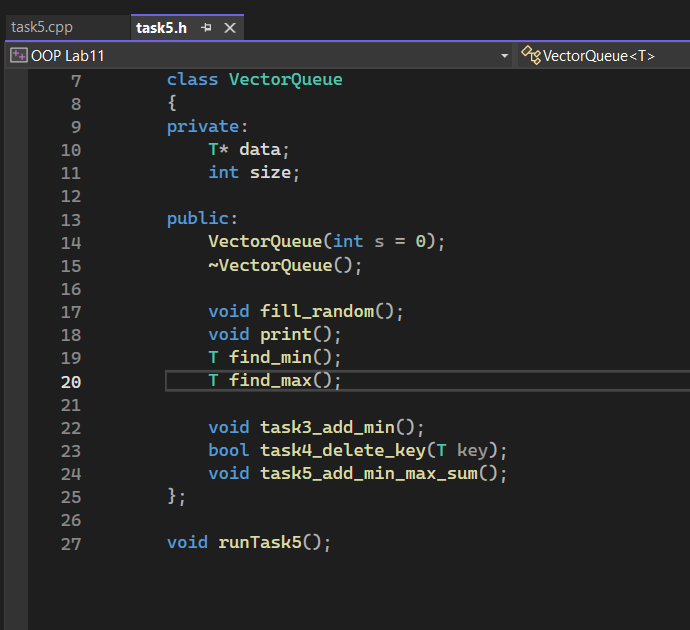 task5.cpp task5.h
OOP Lab11 VectorQueue<T>
7 class VectorQueue
8 {
9 private:
10 T* data;
11 int size;
12
13 public:
14 VectorQueue(int s = 0);
15 ~VectorQueue();
16
17 void fill_random();
18 void print();
19 T find_min();
20 T find_max();
21
22 void task3_add_min();
23 bool task4_delete_key(T key);
24 void task5_add_min_max_sum();
25 };
26
27 void runTask5();